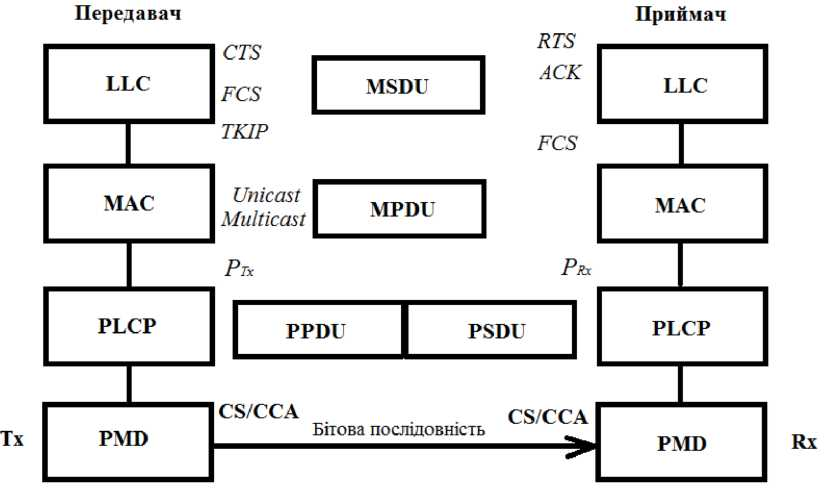 Передавач Приймач
CTS RTS
LLC MSDU ACK LLC
FCS
TKIP FCS
Unicast
MAC MPDU MAC
Multicast
PTx PRx
PLCP PPDU PSDU PLCP
CS/CCA CS/CCA
Tx PMD Бітова послідовність PMD Rx